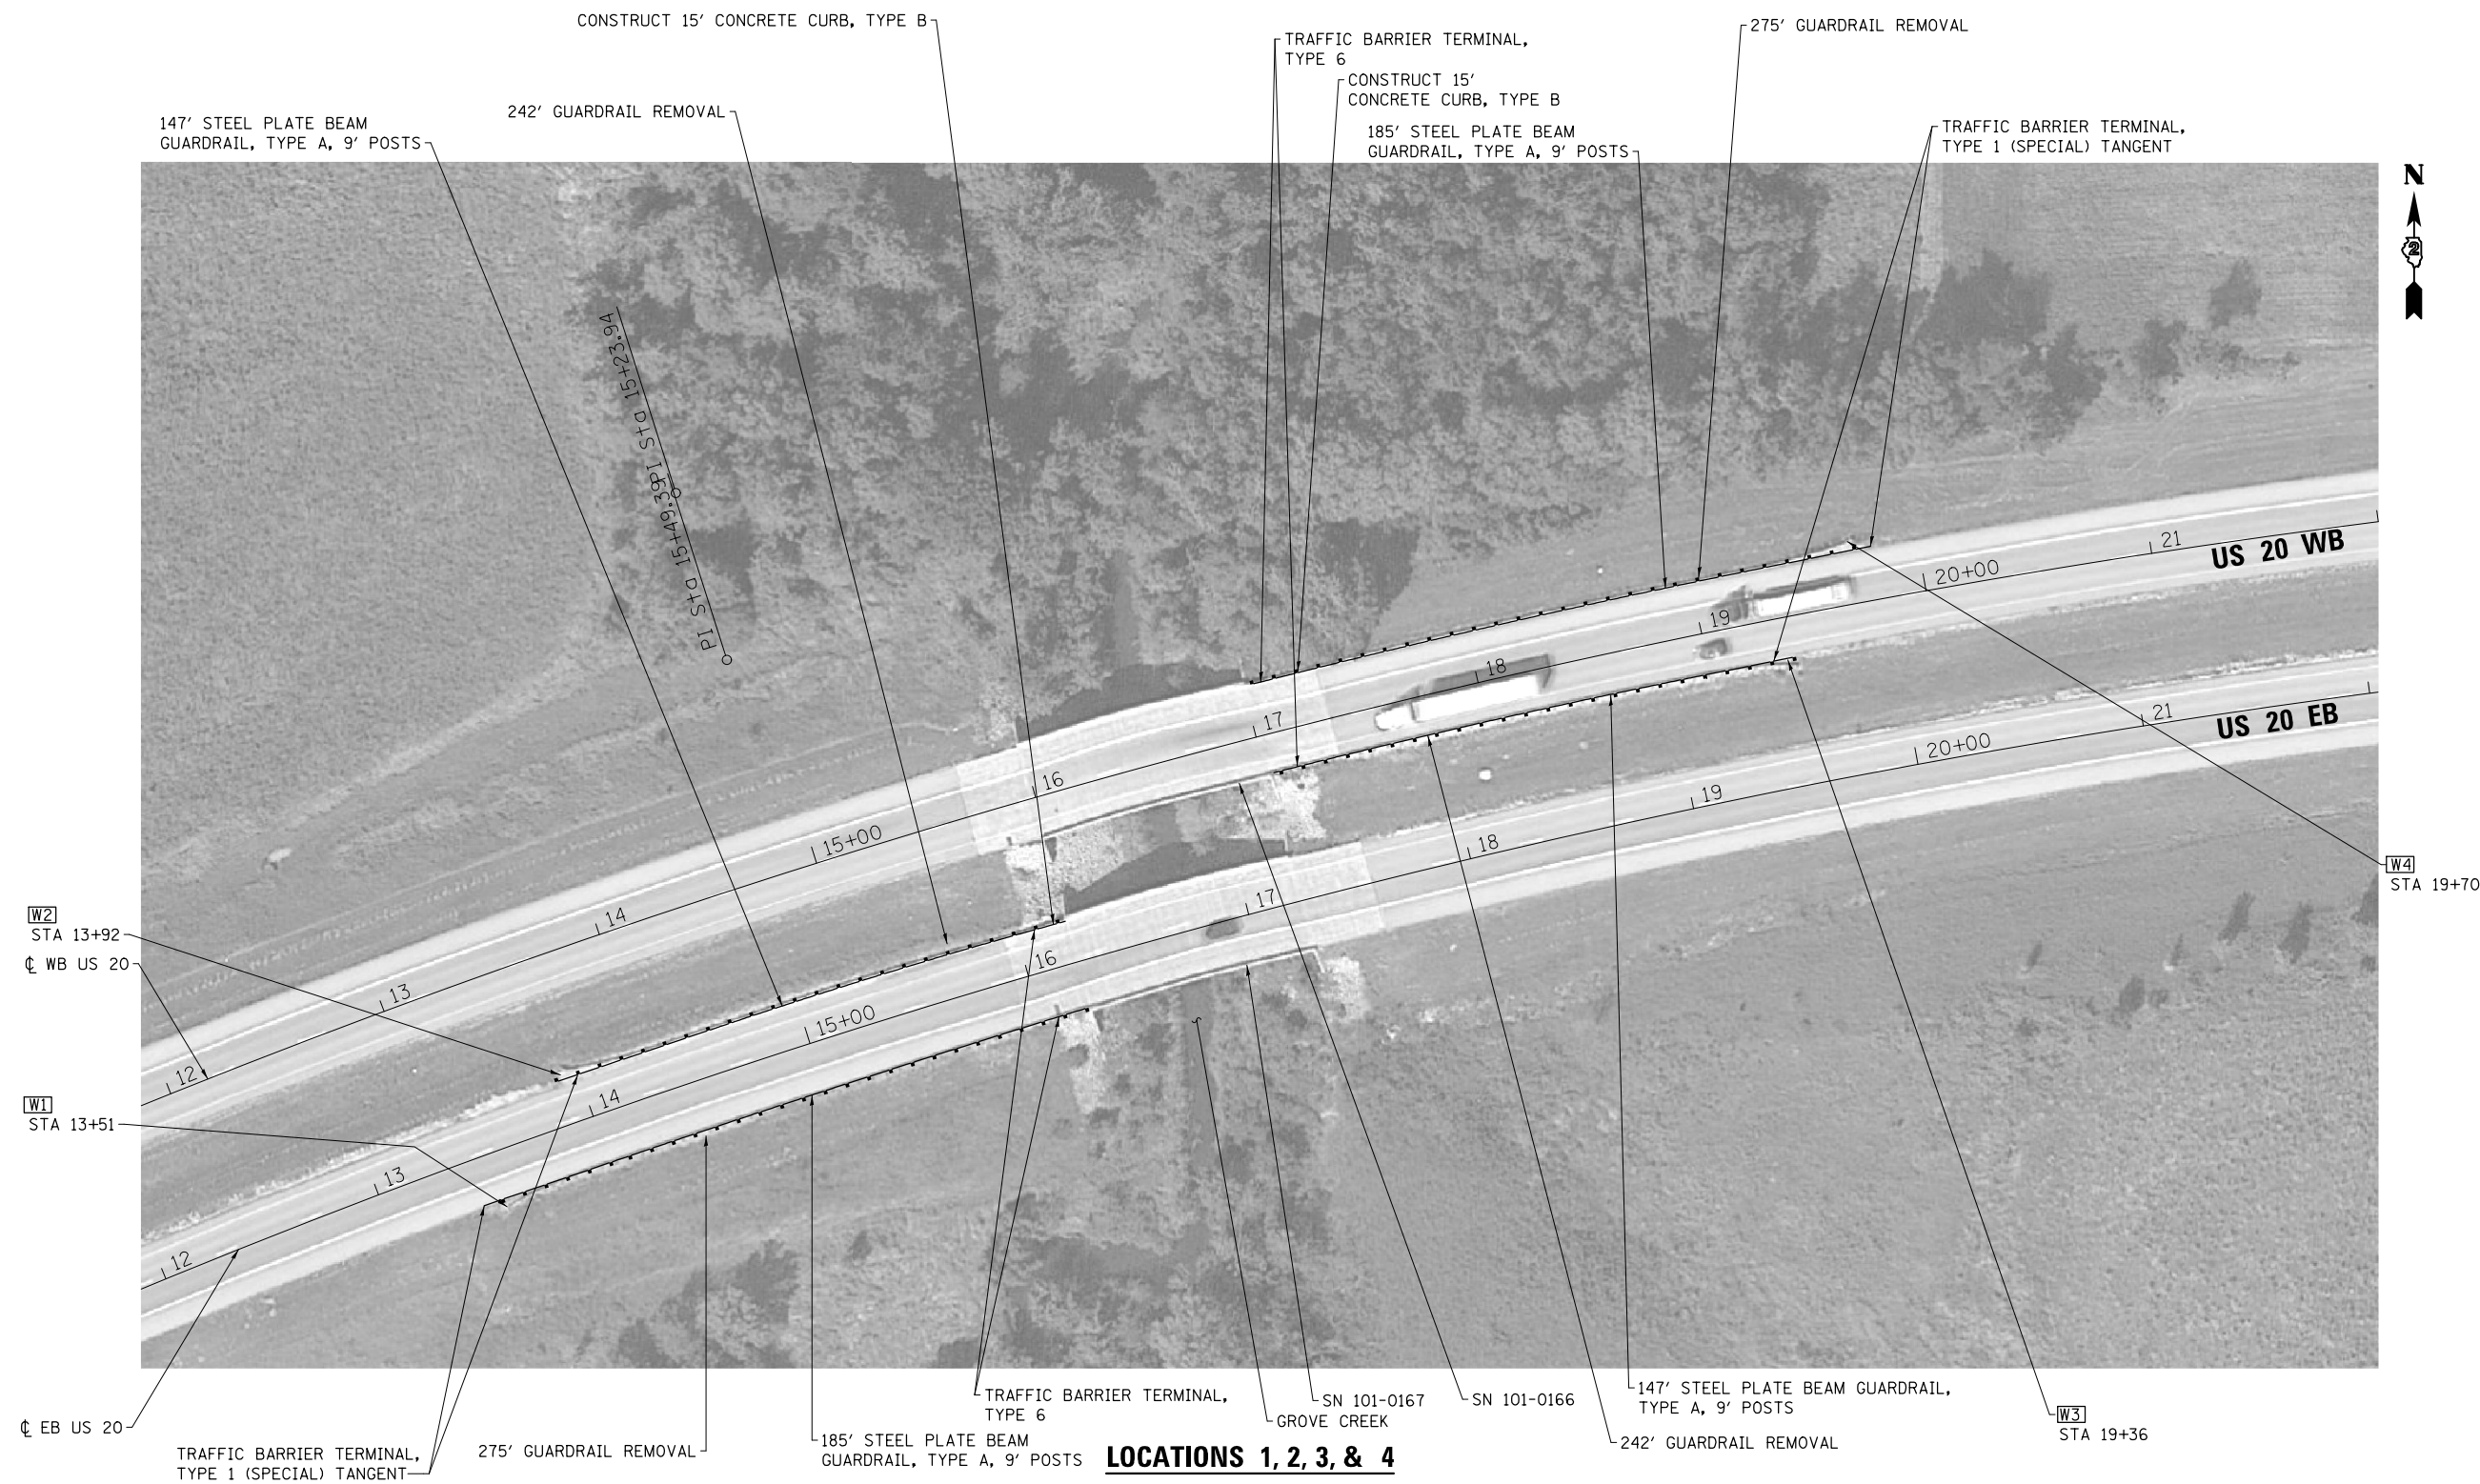 CONSTRUCT 15' CONCRETE CURB, TYPE B
275' GUARDRAIL REMOVAL
TRAFFIC BARRIER TERMINAL,
TYPE 6
CONSTRUCT 15'
CONCRETE CURB, TYPE B
242' GUARDRAIL REMOVAL
147' STEEL PLATE BEAM
GUARDRAIL, TYPE A, 9' POSTS
185' STEEL PLATE BEAM
GUARDRAIL, TYPE A, 9' POSTS
TRAFFIC BARRIER TERMINAL,
TYPE 1 (SPECIAL) TANGENT
N
2
PI Sta 15+23.94
PI Sta 15+49.39
12
13
14
15+00
16
17
18
19
20+00
21
US 20 WB
12
13
14
15+00
16
17
18
19
20+00
21
US 20 EB
W4
STA 19+70
W2
STA 13+92
℄ WB US 20
W1
STA 13+51
℄ EB US 20
TRAFFIC BARRIER TERMINAL,
TYPE 1 (SPECIAL) TANGENT
275' GUARDRAIL REMOVAL
185' STEEL PLATE BEAM
GUARDRAIL, TYPE A, 9' POSTS
TRAFFIC BARRIER TERMINAL,
TYPE 6
SN 101-0167
GROVE CREEK
SN 101-0166
147' STEEL PLATE BEAM GUARDRAIL,
TYPE A, 9' POSTS
242' GUARDRAIL REMOVAL
W3
STA 19+36
LOCATIONS 1, 2, 3, & 4